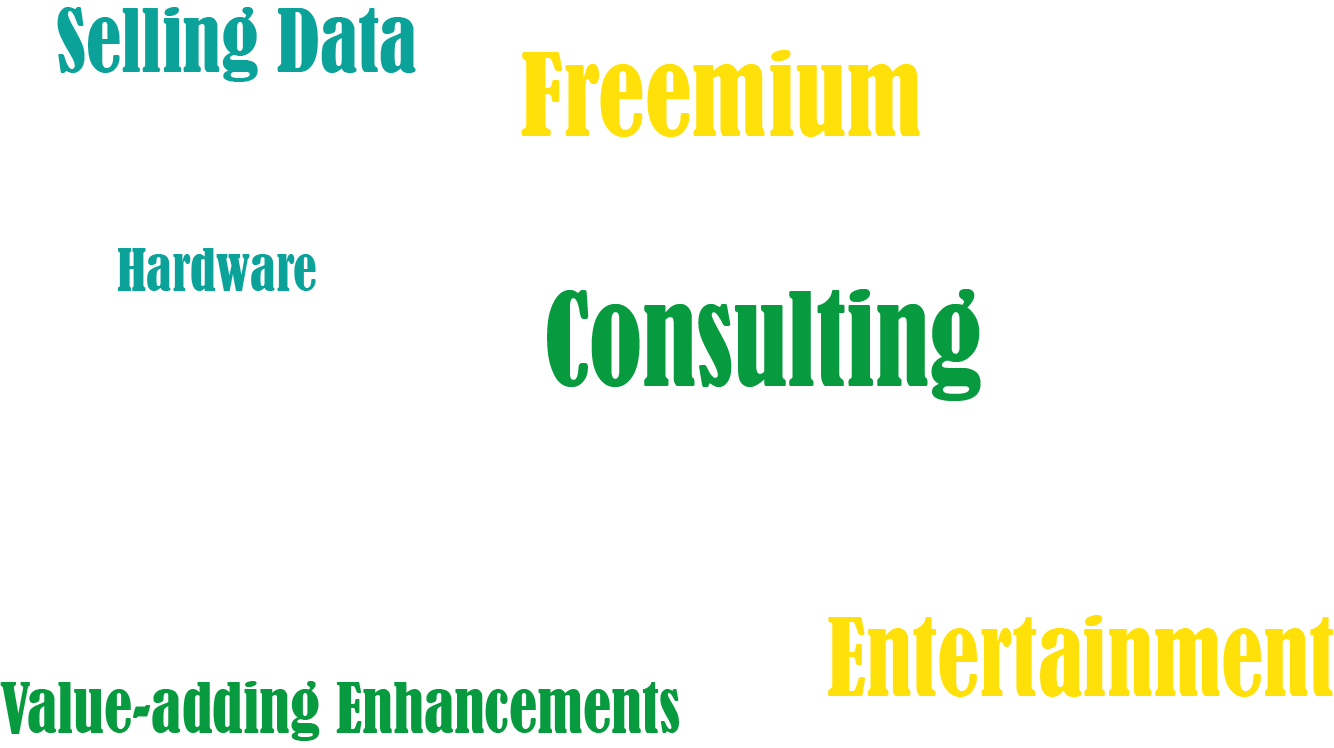 Selling Data
Freemium
Hardware
Consulting
Entertainment
Value-adding Enhancements